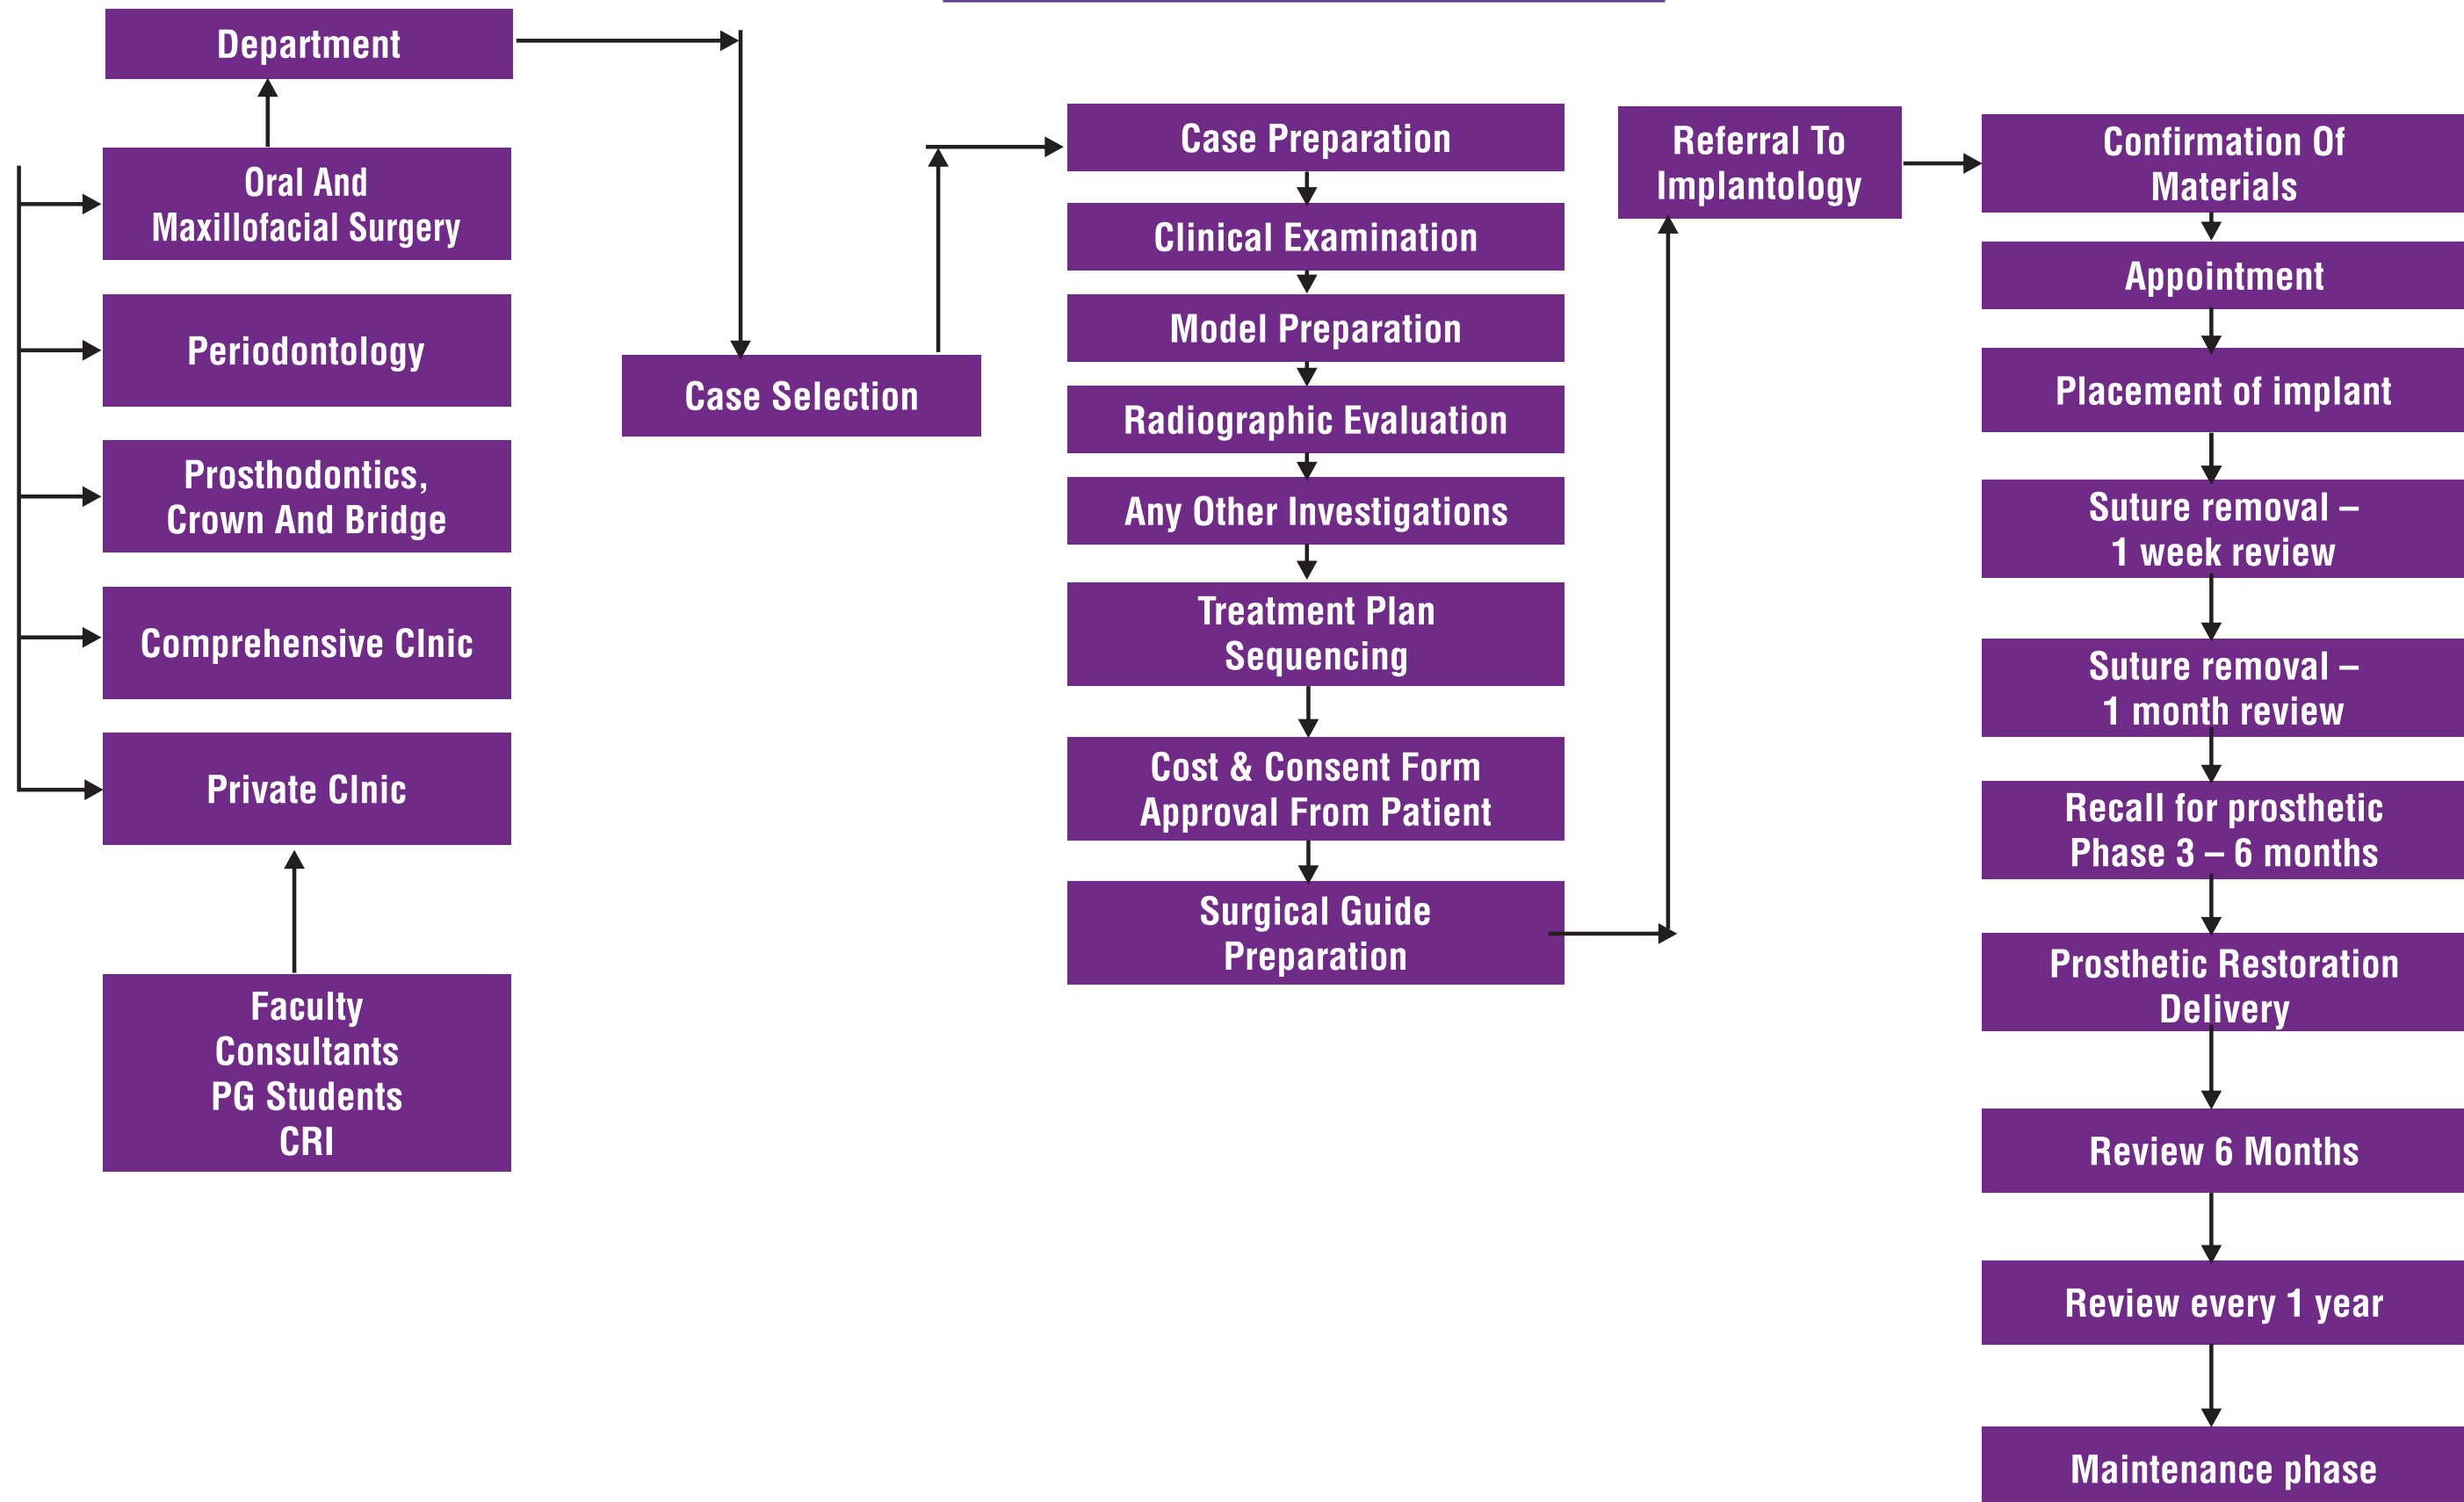 Department
Oral And
Maxillofacial Surgery
Periodontology
Prosthodontics,
Crown And Bridge
Comprehensive Clnic
Private Clnic
Faculty
Consultants
PG Students
CRI
Case Selection
Case Preparation
Clinical Examination
Model Preparation
Radiographic Evaluation
Any Other Investigations
Treatment Plan
Sequencing
Cost & Consent Form
Approval From Patient
Surgical Guide
Preparation
Referral To
Implantology
Confirmation Of
Materials
Appointment
Placement of implant
Suture removal –
1 week review
Suture removal –
1 month review
Recall for prosthetic
Phase 3 – 6 months
Prosthetic Restoration
Delivery
Review 6 Months
Review every 1 year
Maintenance phase